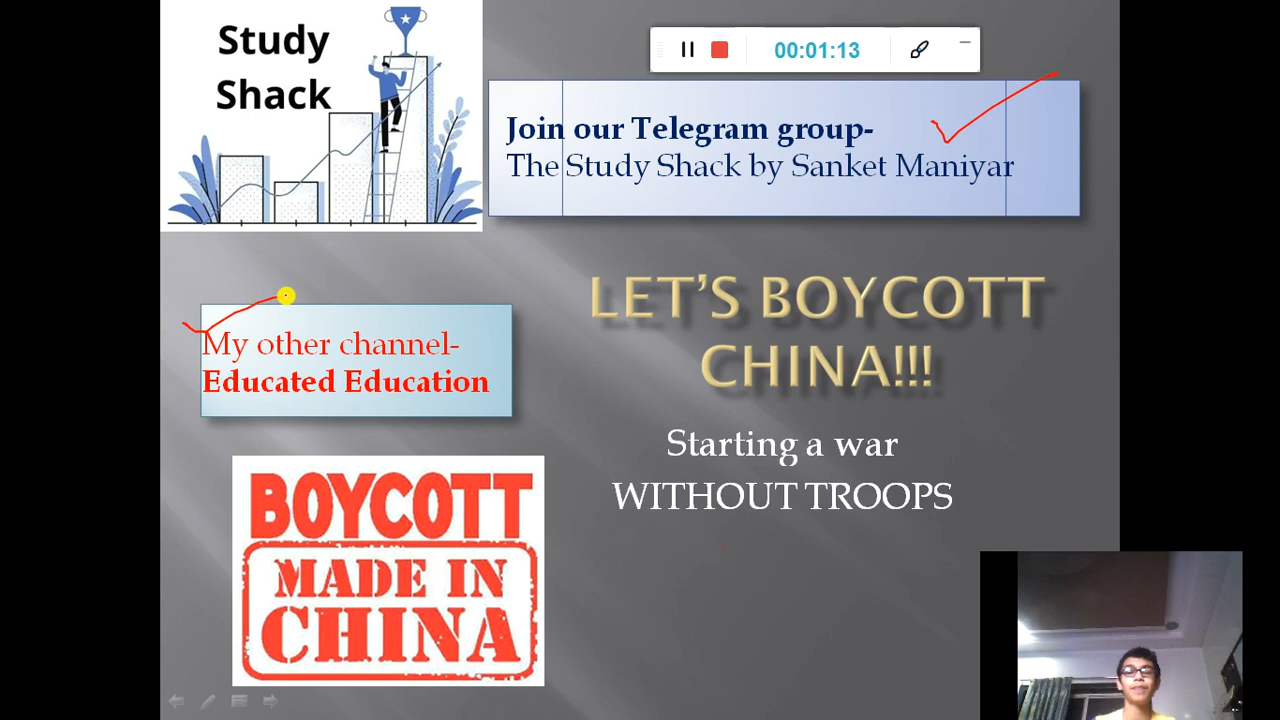 Study
Shack
00:01:13
Join our Telegram group-
The Study Shack by Sanket Maniyar
LET'S BOYCOTT
CHINA!!!
My other channel-
Educated Education
Starting a war
WITHOUT TROOPS
BOYCOTT
MADE IN
CHINA